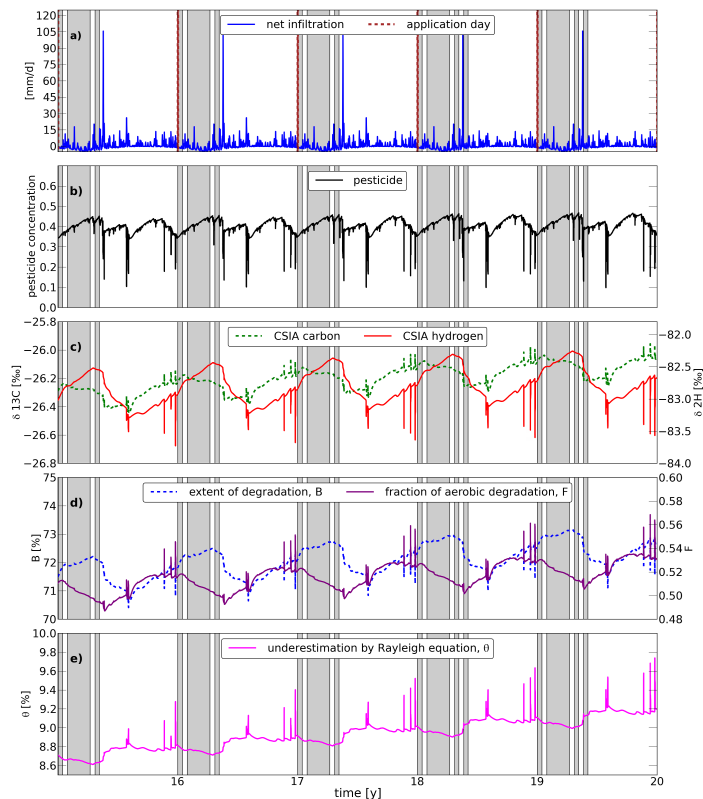 a)
net infiltration
application day
[mm/d]
120
105
90
75
60
45
30
15
0
b)
pesticide
pesticide concentration
0.6
0.5
0.4
0.3
0.2
0.1
0.0
c)
CSIA carbon
CSIA hydrogen
δ 13C [‰]
−25.8
−26.0
−26.2
−26.4
−26.6
−26.8
δ 2H [‰]
−82.0
−82.5
−83.0
−83.5
−84.0
d)
extent of degradation, B
fraction of aerobic degradation, F
B [%]
75
74
73
72
71
70
F
0.60
0.58
0.56
0.54
0.52
0.50
0.48
e)
underestimation by Rayleigh equation, θ
θ [%]
10.0
9.8
9.6
9.4
9.2
9.0
8.8
8.6
16
17
18
19
20
time [y]